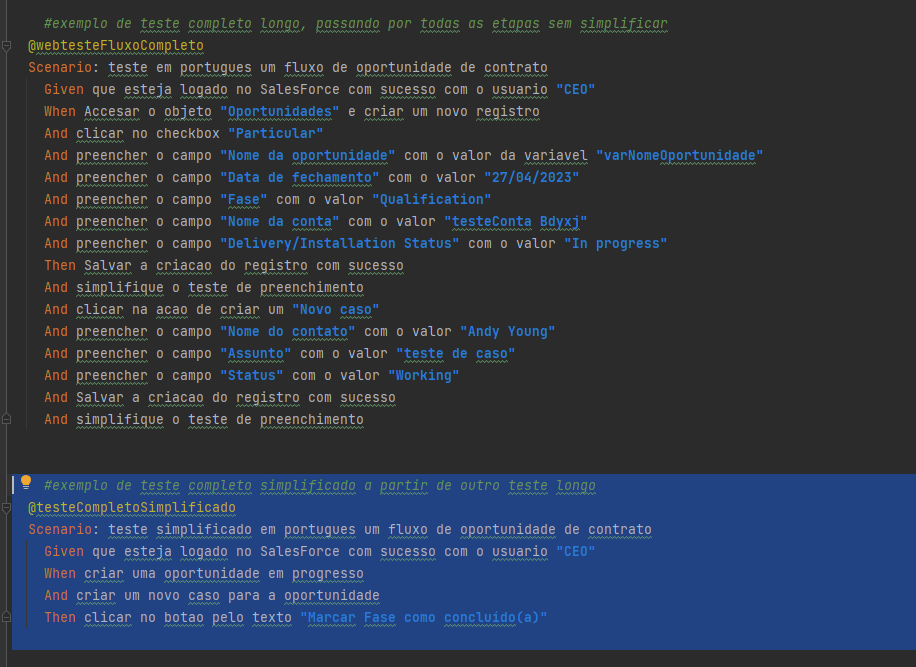 #exemplo de teste completo longo, passando por todas as etapas sem simplificar
@webtesteFluxoCompleto
Scenario: teste em portugues um fluxo de oportunidade de contrato
Given que esteja logado no SalesForce com sucesso com o usuario "CEO"
When Accesar o objeto "Oportunidades" e criar um novo registro
And clicar no checkbox "Particular"
And preencher o campo "Nome da oportunidade" com o valor da variavel "varNomeOportunidade"
And preencher o campo "Data de fechamento" com o valor "27/04/2023"
And preencher o campo "Fase" com o valor "Qualification"
And preencher o campo "Nome da conta" com o valor "testeConta Bdyxj"
And preencher o campo "Delivery/Installation Status" com o valor "In progress"
Then Salvar a criacao do registro com sucesso
And simplifique o teste de preenchimento
And clicar na acao de criar um "Novo caso"
And preencher o campo "Nome do contato" com o valor "Andy Young"
And preencher o campo "Assunto" com o valor "teste de caso"
And preencher o campo "Status" com o valor "Working"
And Salvar a criacao do registro com sucesso
And simplifique o teste de preenchimento
#exemplo de teste completo simplificado a partir de outro teste longo
@testeCompletoSimplificado
Scenario: teste simplificado em portugues um fluxo de oportunidade de contrato
Given que esteja logado no SalesForce com sucesso com o usuario "CEO"
When criar uma oportunidade em progresso
And criar um novo caso para a oportunidade
Then clicar no botao pelo texto "Marcar Fase como concluído(a)"